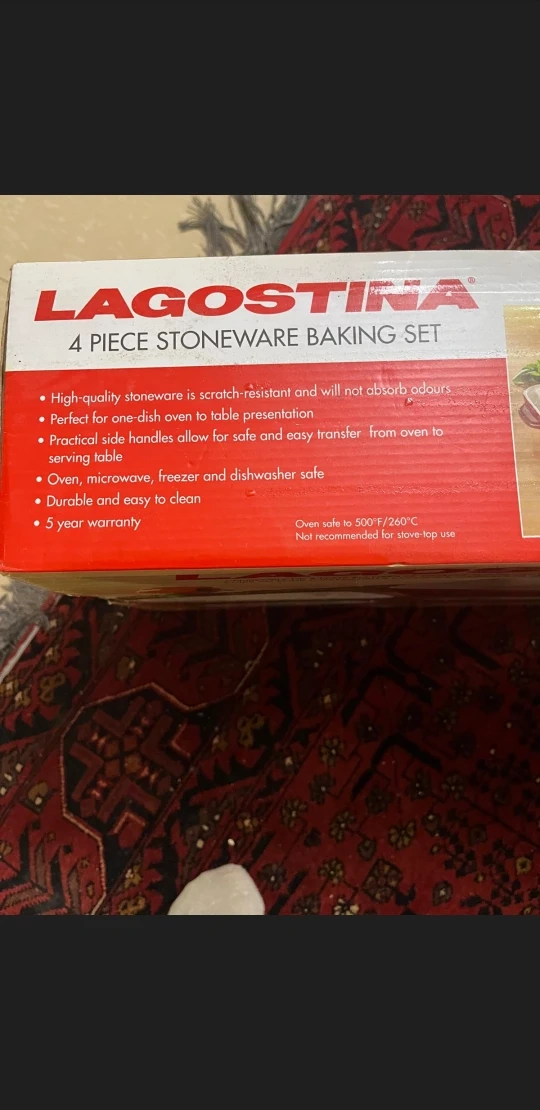 LAGOSTINA®
4 PIECE STONEWARE BAKING SET
• High-quality stoneware is scratch-resistant and will not absorb odours
• Perfect for one-dish oven to table presentation
• Practical side handles allow for safe and easy transfer from oven to
serving table
• Oven, microwave, freezer and dishwasher safe
• Durable and easy to clean
• 5 year warranty
Oven safe to 500°F/260°C
Not recommended for stove-top use